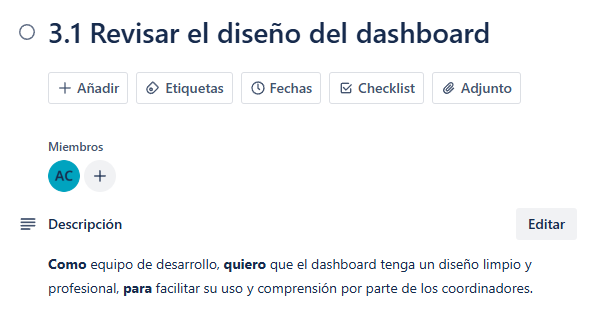 3.1 Revisar el diseño del dashboard
Añadir Etiquetas Fechas Checklist Adjunto
Miembros
AC
Descripción Editar
Como equipo de desarrollo, quiero que el dashboard tenga un diseño limpio y
profesional, para facilitar su uso y comprensión por parte de los coordinadores.